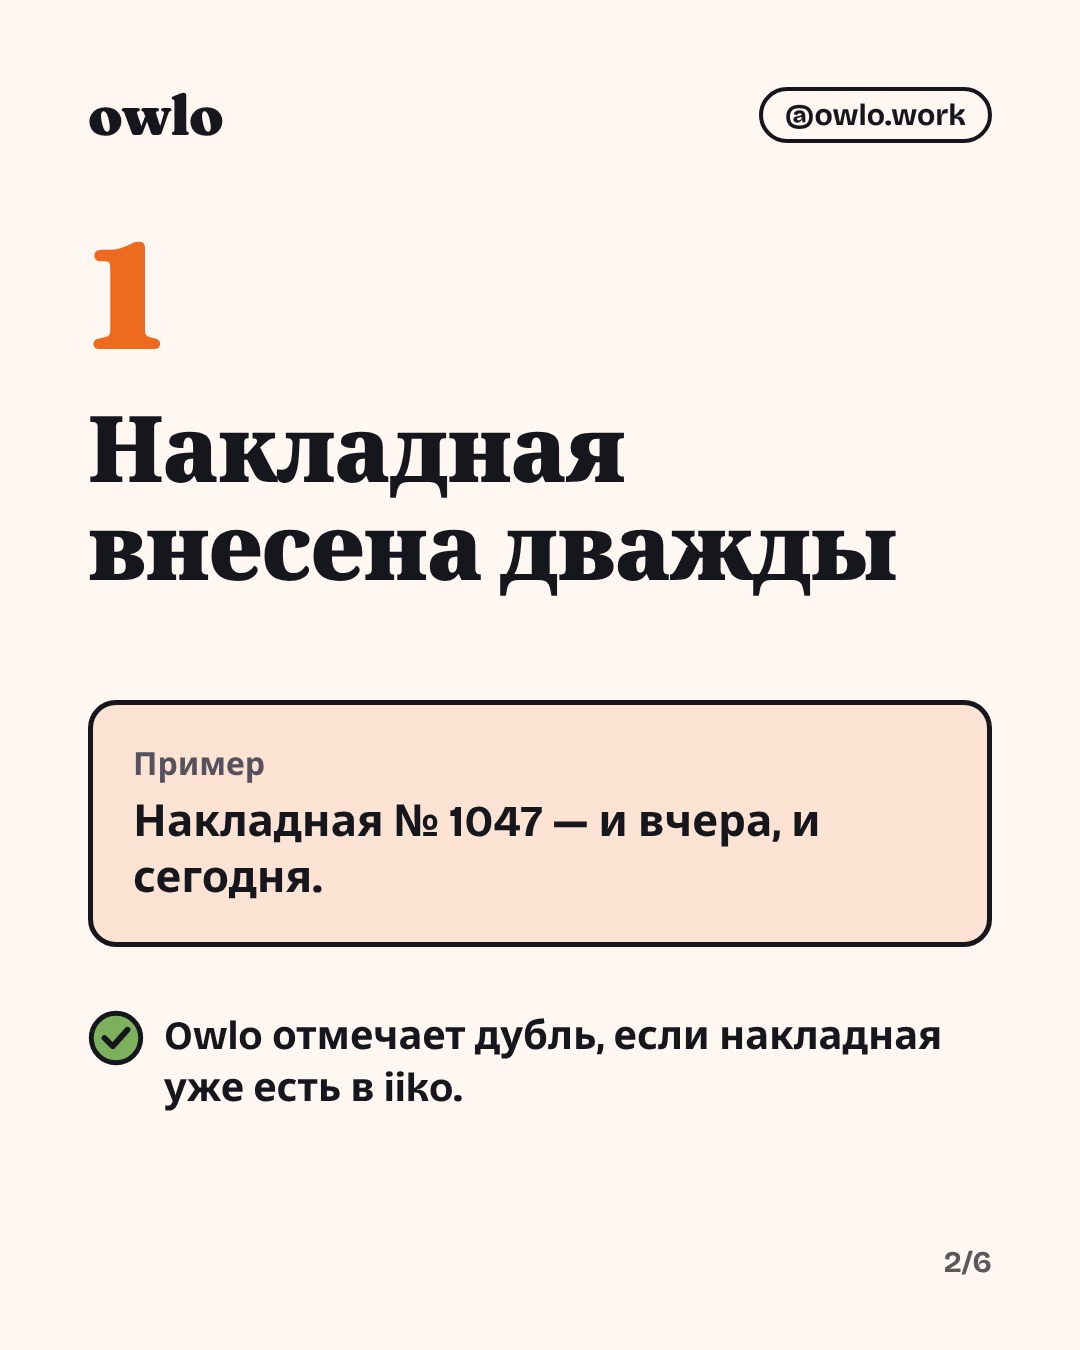 owlo
@owlo.work
1
Накладная
внесена дважды
Пример
Накладная № 1047 — и вчера, и
сегодня.
Owlo отмечает дубль, если накладная
уже есть в iiko.
2/6